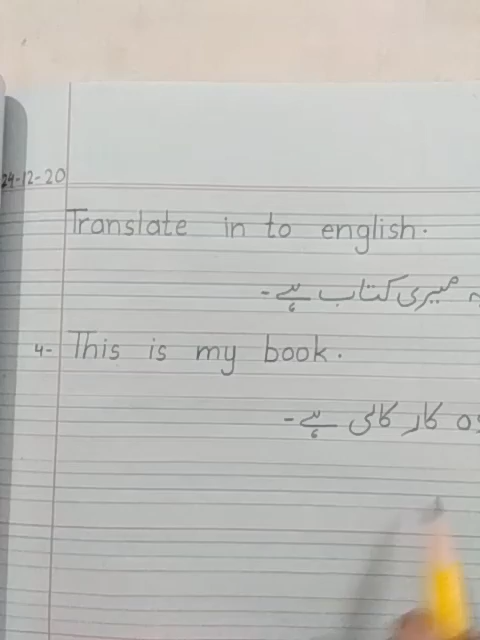 24-12-20
Translate in to english.
میری کتاب ہے۔
4- This is my book.
کار کالی ہے۔